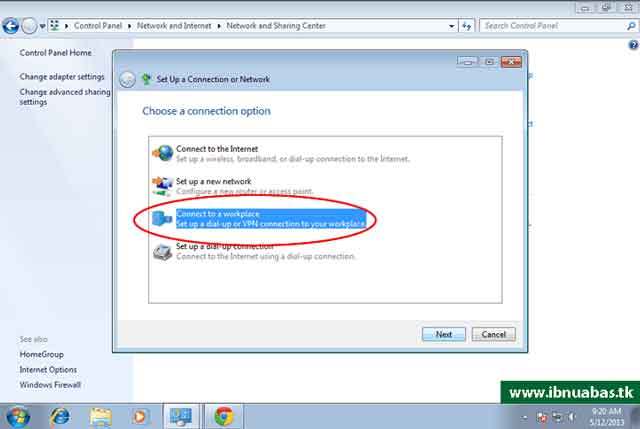 Control Panel ▸ Network and Internet ▸ Network and Sharing Center
Search Control Panel
Control Panel Home
Change adapter settings
Change advanced sharing
settings
Set Up a Connection or Network
Choose a connection option
Connect to the Internet
Set up a wireless, broadband, or dial-up connection to the Internet.
Set up a new network
Configure a new router or access point.
Connect to a workplace
Set up a dial-up or VPN connection to your workplace.
Set up a dial-up connection
Connect to the Internet using a dial-up connection.
Next
Cancel
See also
HomeGroup
Internet Options
Windows Firewall
www.ibnuabas.tk
9:20 AM
5/12/2013